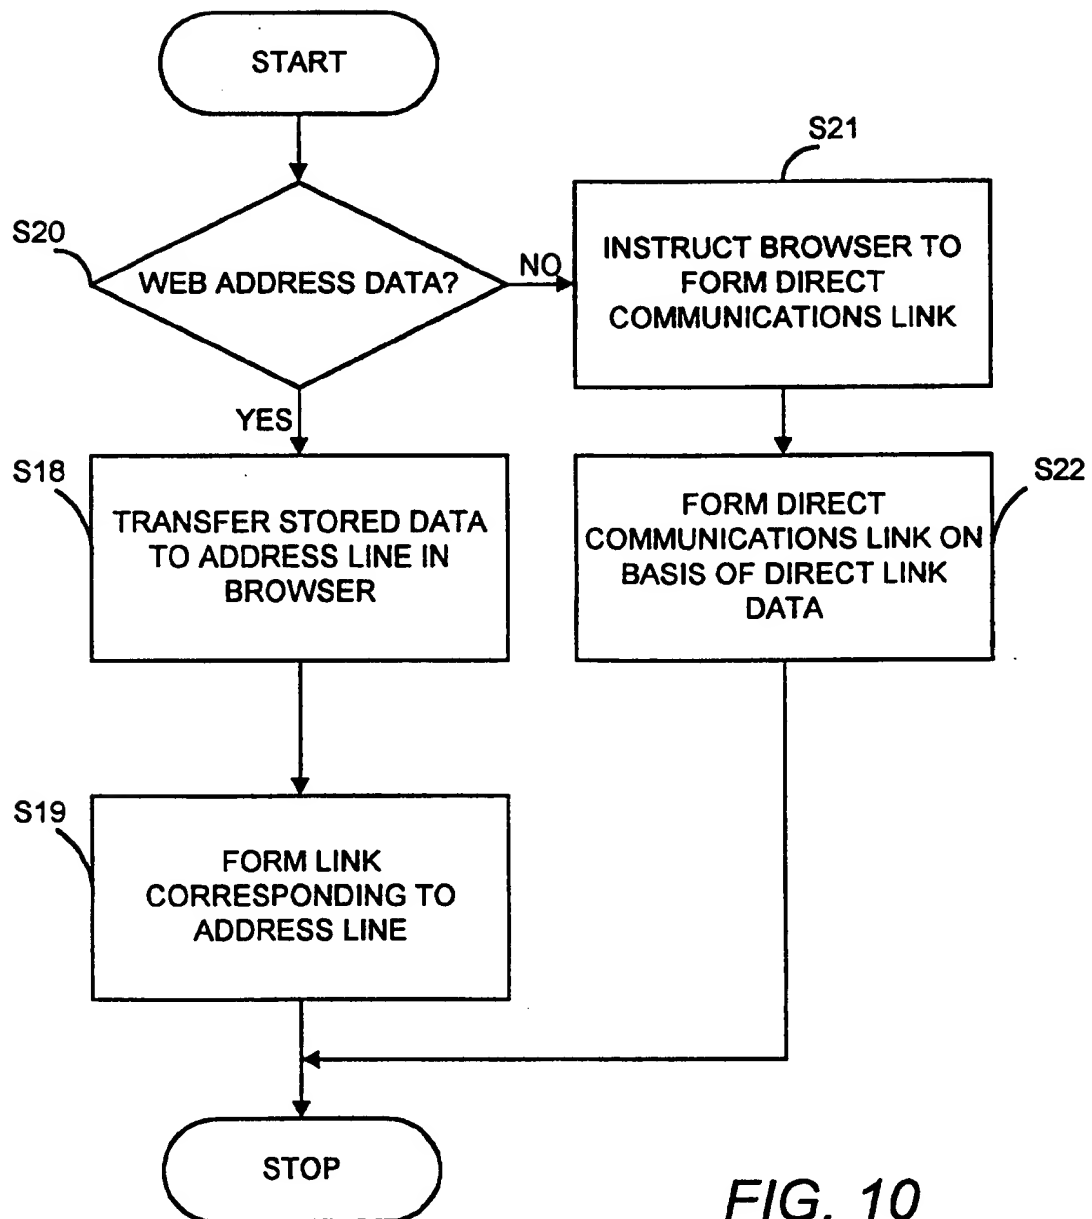 START
S21
S20
WEB ADDRESS DATA?
NO
INSTRUCT BROWSER TO
FORM DIRECT
COMMUNICATIONS LINK
YES
S18
TRANSFER STORED DATA
TO ADDRESS LINE IN
BROWSER
S22
FORM DIRECT
COMMUNICATIONS LINK ON
BASIS OF DIRECT LINK
DATA
S19
FORM LINK
CORRESPONDING TO
ADDRESS LINE
STOP
FIG. 10